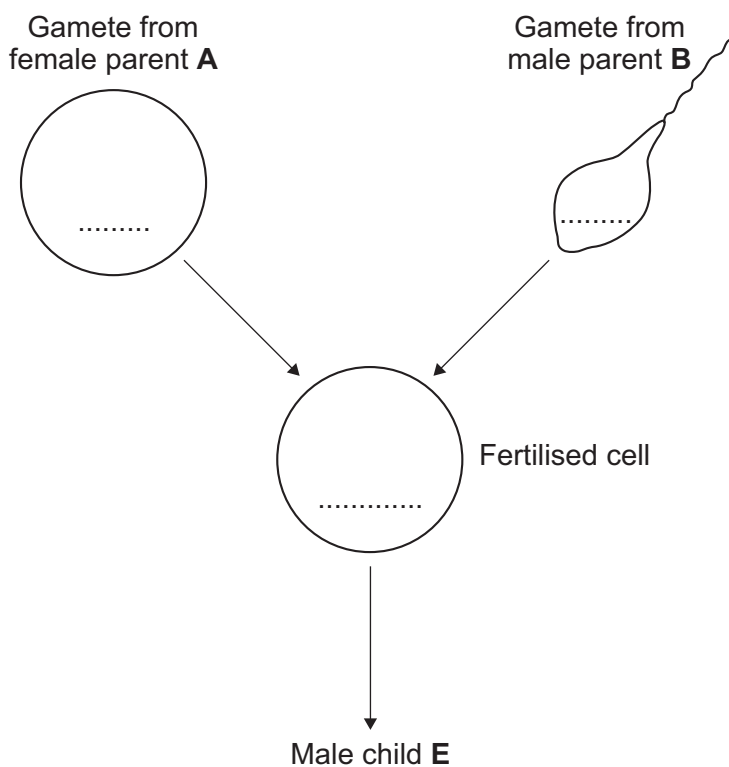 Gamete from
female parent A
Gamete from
male parent B
.........
.........
Fertilised cell
.............
Male child E